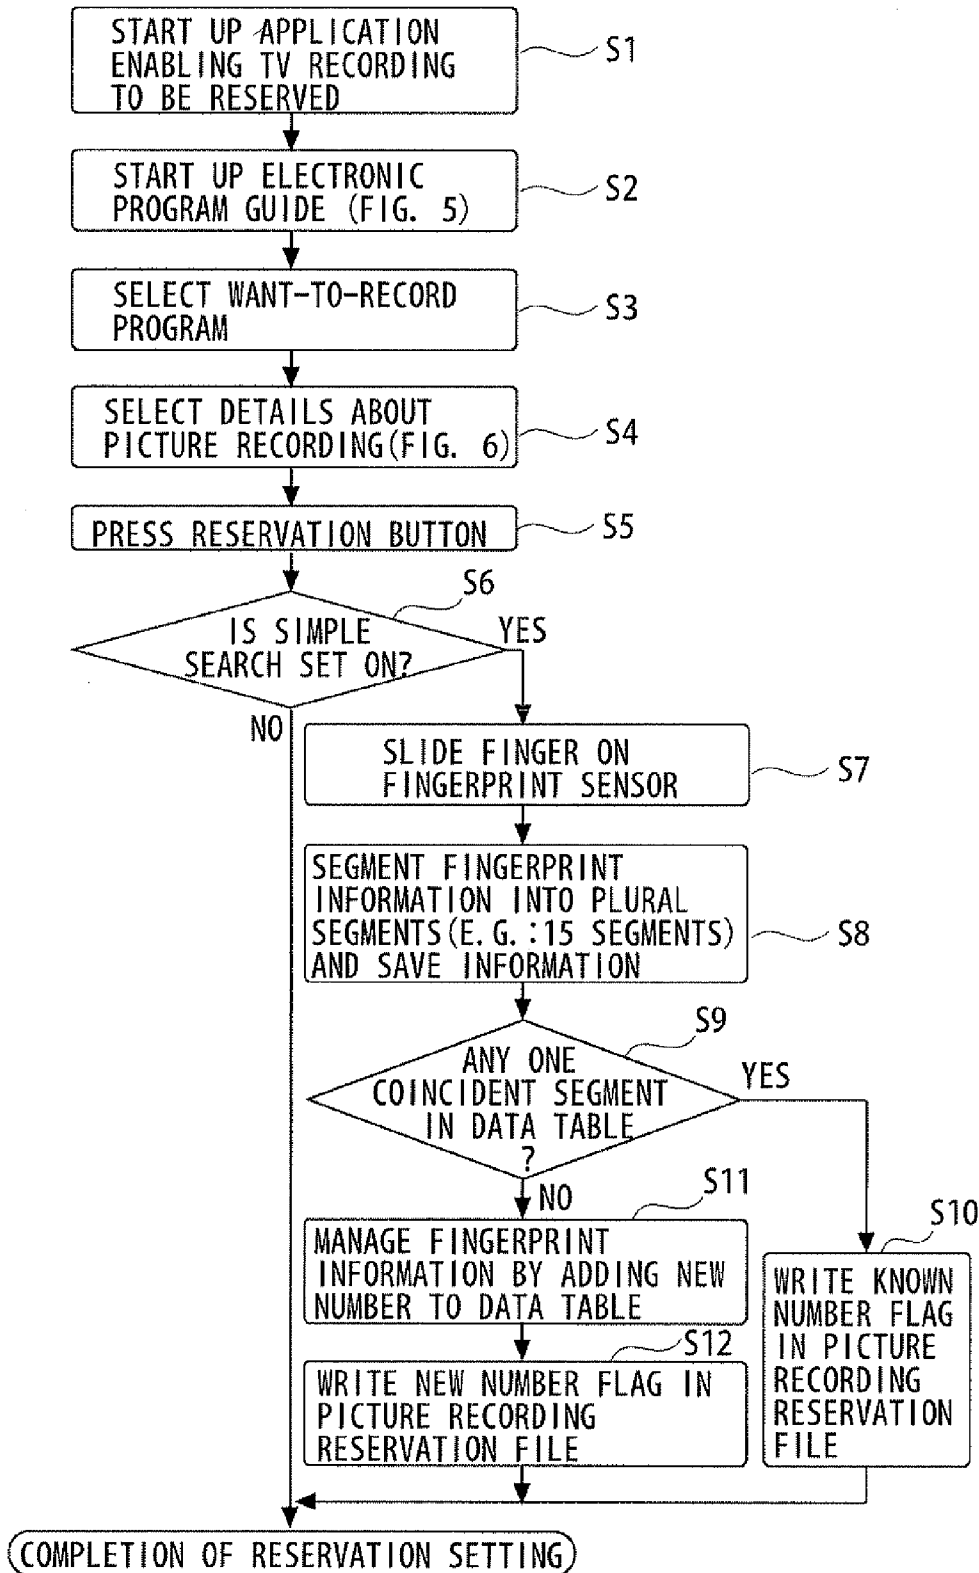 START UP APPLICATION
ENABLING TV RECORDING
TO BE RESERVED
S1
START UP ELECTRONIC
PROGRAM GUIDE (FIG. 5)
S2
SELECT WANT-TO-RECORD
PROGRAM
S3
SELECT DETAILS ABOUT
PICTURE RECORDING(FIG. 6)
S4
PRESS RESERVATION BUTTON
S5
S6
IS SIMPLE
SEARCH SET ON?
YES
NO
SLIDE FINGER ON
FINGERPRINT SENSOR
S7
SEGMENT FINGERPRINT
INFORMATION INTO PLURAL
SEGMENTS(E.G.:15 SEGMENTS)
AND SAVE INFORMATION
S8
S9
ANY ONE
COINCIDENT SEGMENT
IN DATA TABLE
?
YES
NO
S11
MANAGE FINGERPRINT
INFORMATION BY ADDING NEW
NUMBER TO DATA TABLE
S10
WRITE KNOWN
NUMBER FLAG
IN PICTURE
RECORDING
RESERVATION
FILE
S12
WRITE NEW NUMBER FLAG IN
PICTURE RECORDING
RESERVATION FILE
COMPLETION OF RESERVATION SETTING